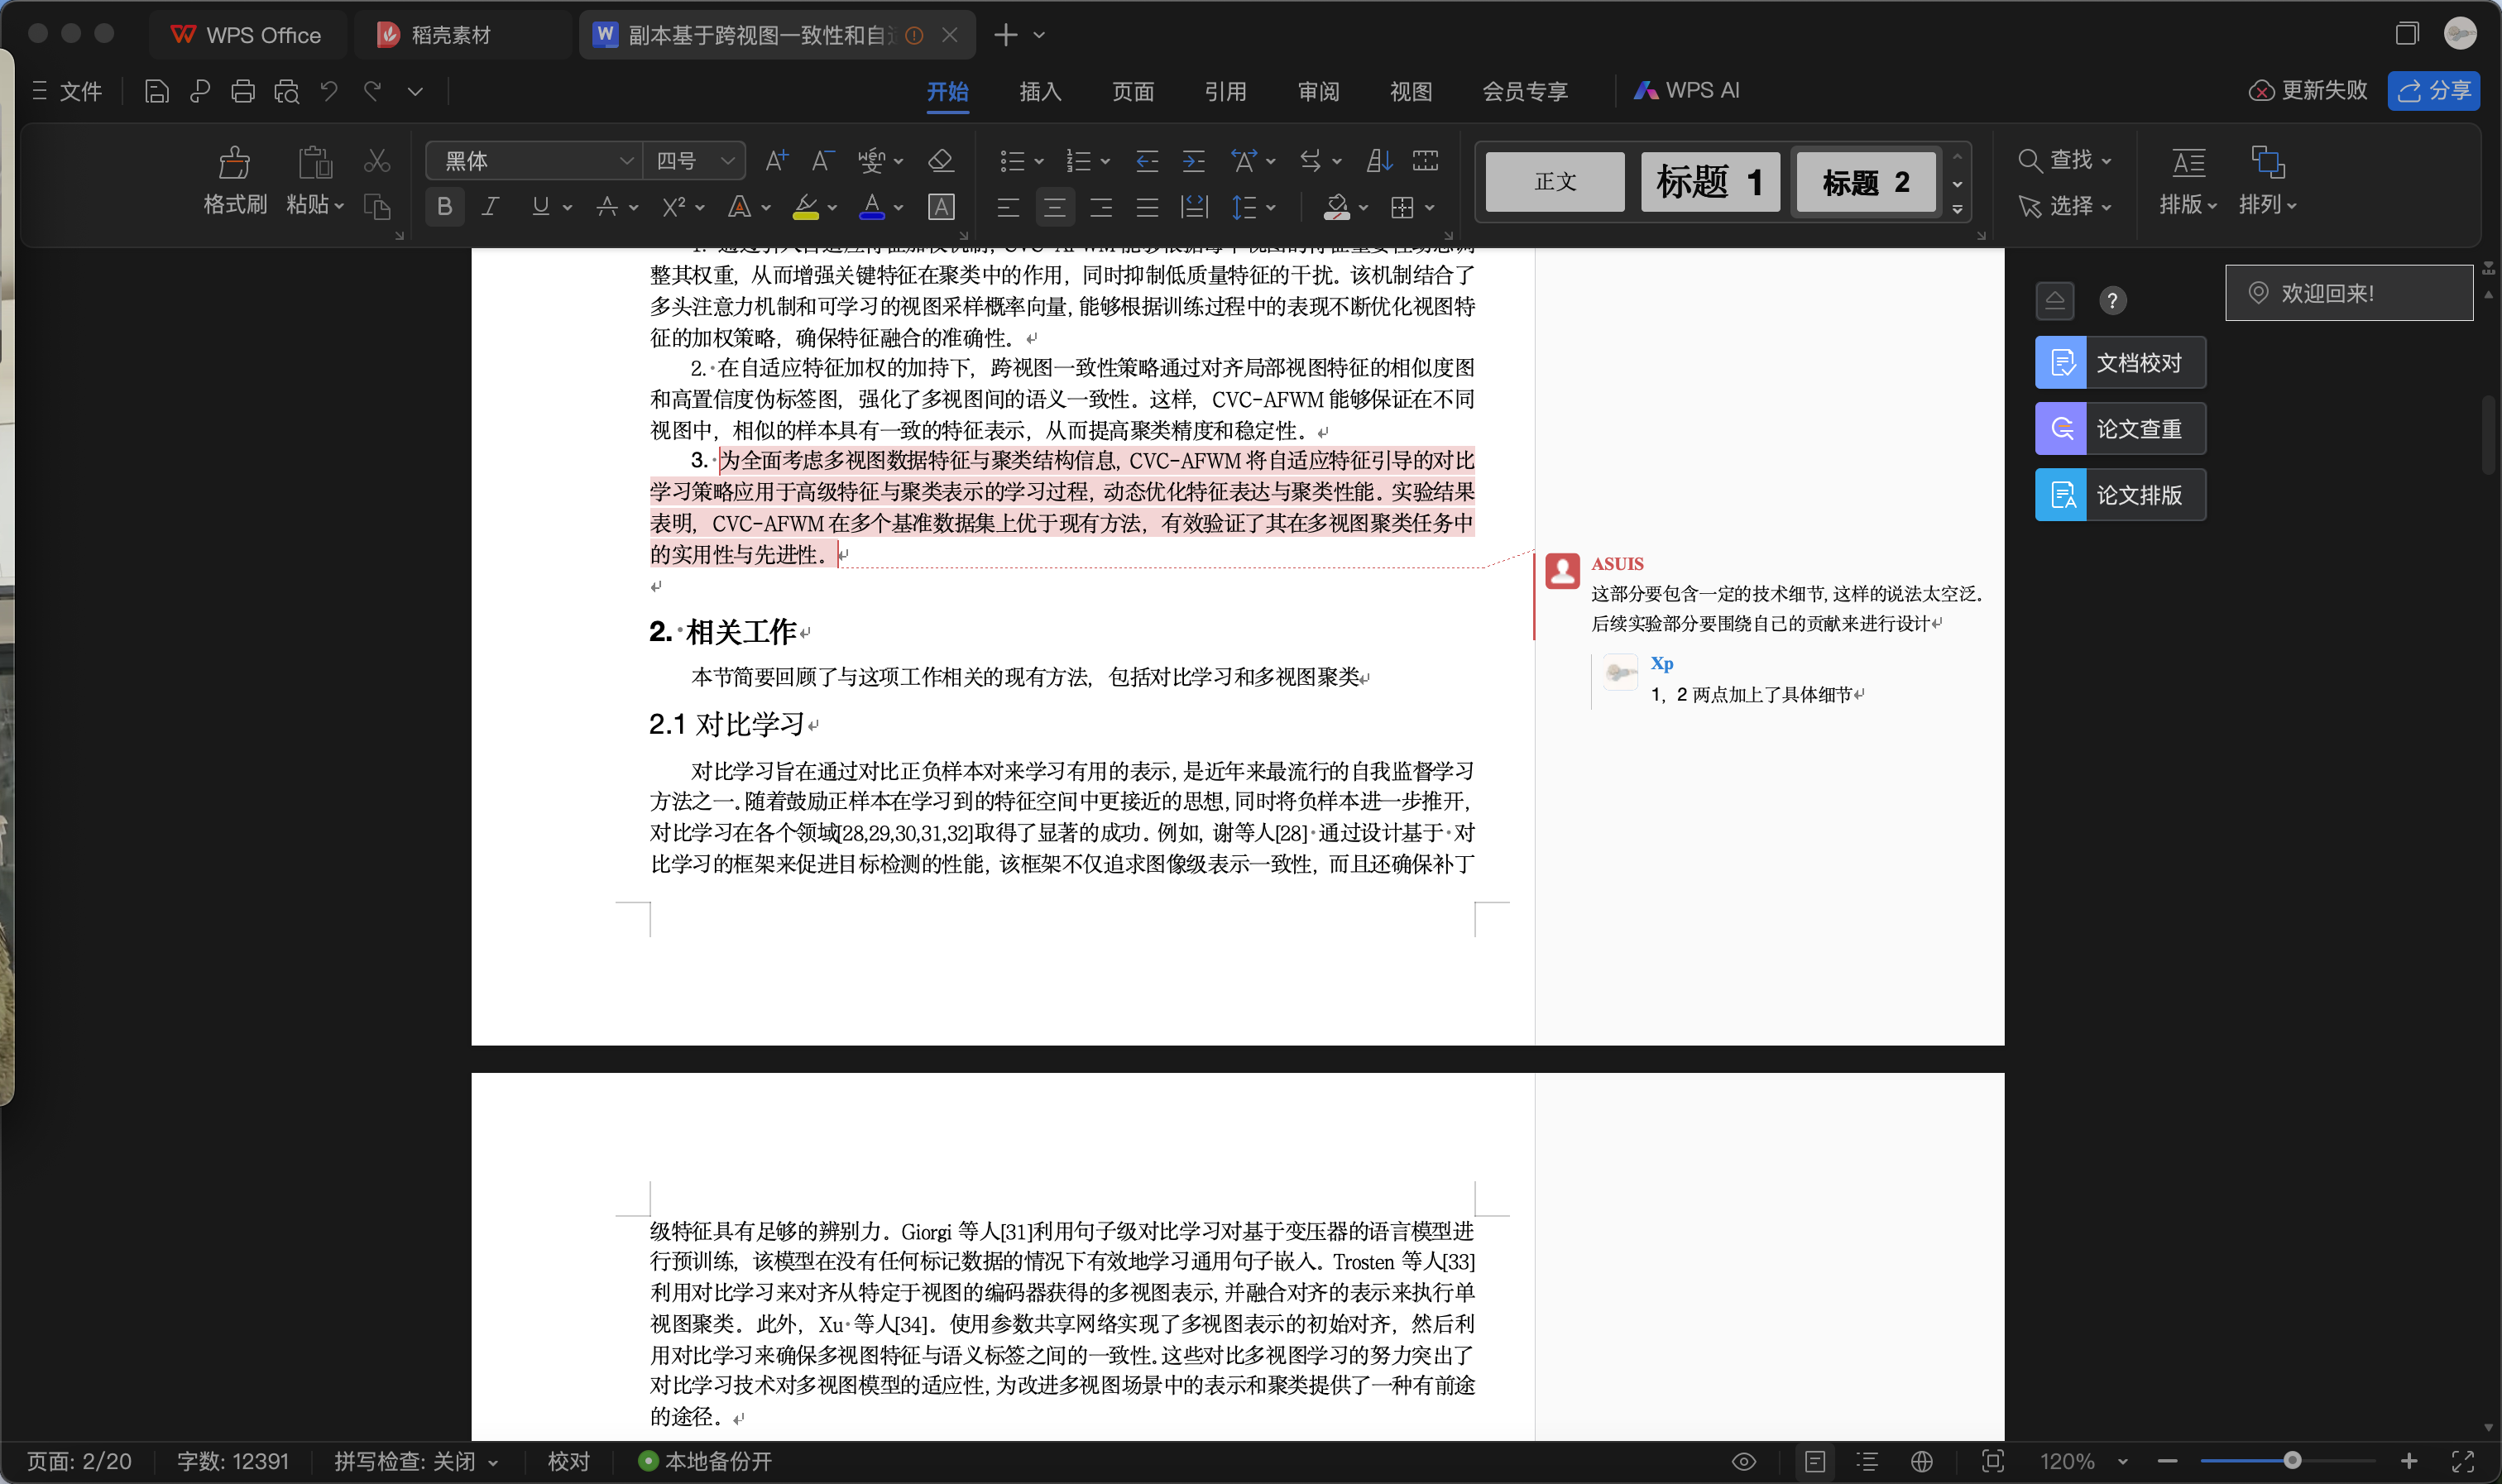 WPS Office
稻壳素材
副本基于跨视图一致性和自
文件
开始
插入
页面
引用
审阅
视图
会员专享
WPS AI
更新失败
分享
格式刷
粘贴
黑体
四号
正文
标题 1
标题 2
查找
选择
排版
排列
1. 通过引入自适应特征加权机制, CVC-AFWM 能够根据每个视图的特征重要性动态调
整其权重，从而增强关键特征在聚类中的作用，同时抑制低质量特征的干扰。该机制结合了
多头注意力机制和可学习的视图采样概率向量, 能够根据训练过程中的表现不断优化视图特
征的加权策略，确保特征融合的准确性。
2. 在自适应特征加权的加持下，跨视图一致性策略通过对齐局部视图特征的相似度图
和高置信度伪标签图，强化了多视图间的语义一致性。这样，CVC-AFWM 能够保证在不同
视图中，相似的样本具有一致的特征表示，从而提高聚类精度和稳定性。
3. 为全面考虑多视图数据特征与聚类结构信息, CVC-AFWM 将自适应特征引导的对比
学习策略应用于高级特征与聚类表示的学习过程，动态优化特征表达与聚类性能。实验结果
表明，CVC-AFWM 在多个基准数据集上优于现有方法，有效验证了其在多视图聚类任务中
的实用性与先进性。
2. 相关工作
本节简要回顾了与这项工作相关的现有方法，包括对比学习和多视图聚类
2.1 对比学习
对比学习旨在通过对比正负样本对来学习有用的表示, 是近年来最流行的自我监督学习
方法之一。随着鼓励正样本在学习到的特征空间中更接近的思想, 同时将负样本进一步推开,
对比学习在各个领域[28,29,30,31,32]取得了显著的成功。例如, 谢等人[28] 通过设计基于 对
比学习的框架来促进目标检测的性能，该框架不仅追求图像级表示一致性，而且还确保补丁
ASUIS
这部分要包含一定的技术细节, 这样的说法太空泛。
后续实验部分要围绕自己的贡献来进行设计
Xp
1，2 两点加上了具体细节
级特征具有足够的辨别力。Giorgi 等人[31]利用句子级对比学习对基于变压器的语言模型进
行预训练，该模型在没有任何标记数据的情况下有效地学习通用句子嵌入。Trosten 等人[33]
利用对比学习来对齐从特定于视图的编码器获得的多视图表示, 并融合对齐的表示来执行单
视图聚类。此外，Xu 等人[34]。使用参数共享网络实现了多视图表示的初始对齐，然后利
用对比学习来确保多视图特征与语义标签之间的一致性。这些对比多视图学习的努力突出了
对比学习技术对多视图模型的适应性, 为改进多视图场景中的表示和聚类提供了一种有前途
的途径。
欢迎回来!
文档校对
论文查重
论文排版
页面: 2/20
字数: 12391
拼写检查: 关闭
校对
本地备份开
120%